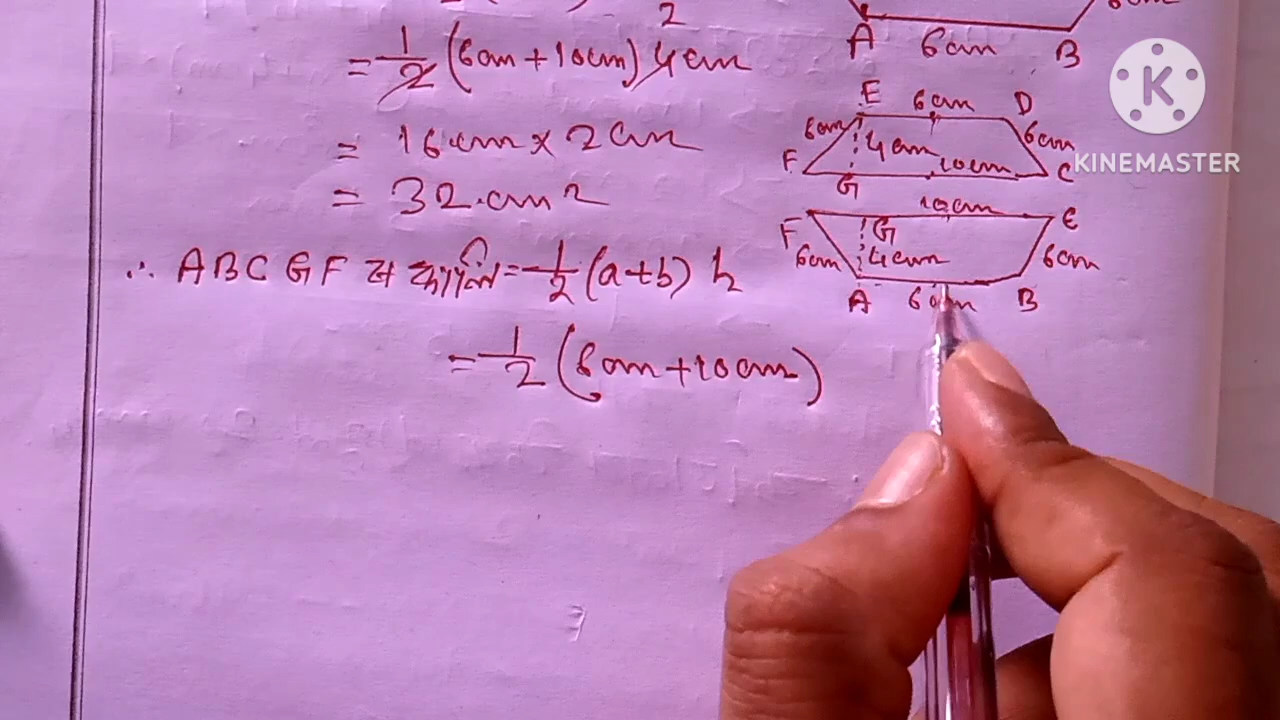 2
= 1/2 (6cm + 10cm) 4cm
= 16cm × 2cm
= 32.cm²
∴ ABCGF = 1/2 (a+b) h
= 1/2 (6cm + 10cm)
A 6cm B
E 6cm D
6cm 4cm 6cm
F G 10cm C
10cm
F G E
6cm 4cm 6cm
A 6cm B
K
KINEMASTER